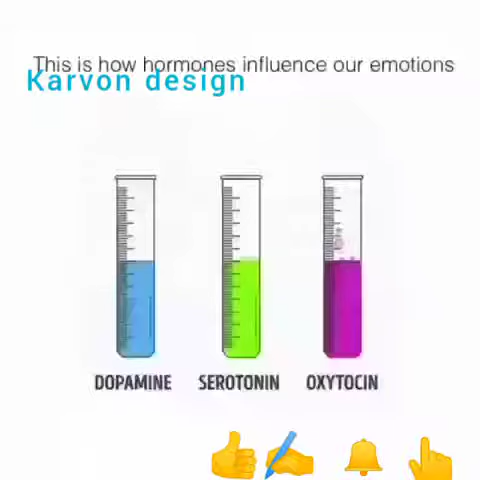 This is how hormones influence our emotions
Karvon design
DOPAMINE SEROTONIN OXYTOCIN